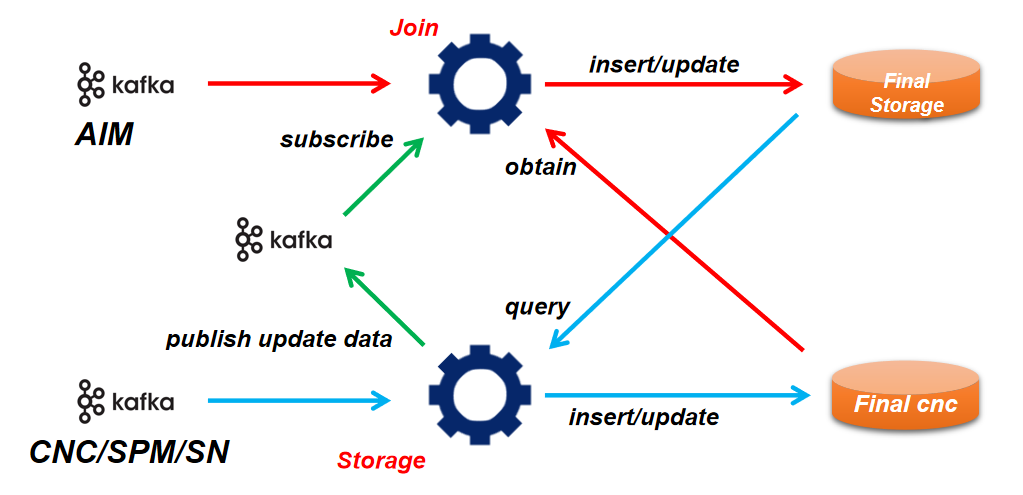 Join
kafka
insert/update
Final
Storage
AIM
subscribe
obtain
kafka
query
publish update data
kafka
insert/update
Final cnc
CNC/SPM/SN
Storage